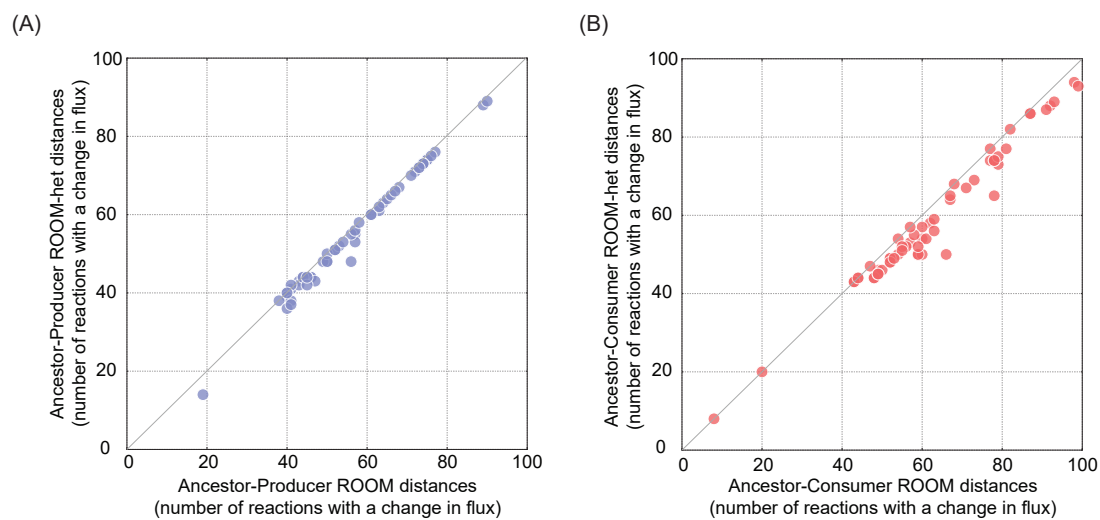 (A)
Ancestor-Producer ROOM-het distances
(number of reactions with a change in flux)
100
80
60
40
20
0
0 20 40 60 80 100
Ancestor-Producer ROOM distances
(number of reactions with a change in flux)
(B)
Ancestor-Consumer ROOM-het distances
(number of reactions with a change in flux)
100
80
60
40
20
0
0 20 40 60 80 100
Ancestor-Consumer ROOM distances
(number of reactions with a change in flux)